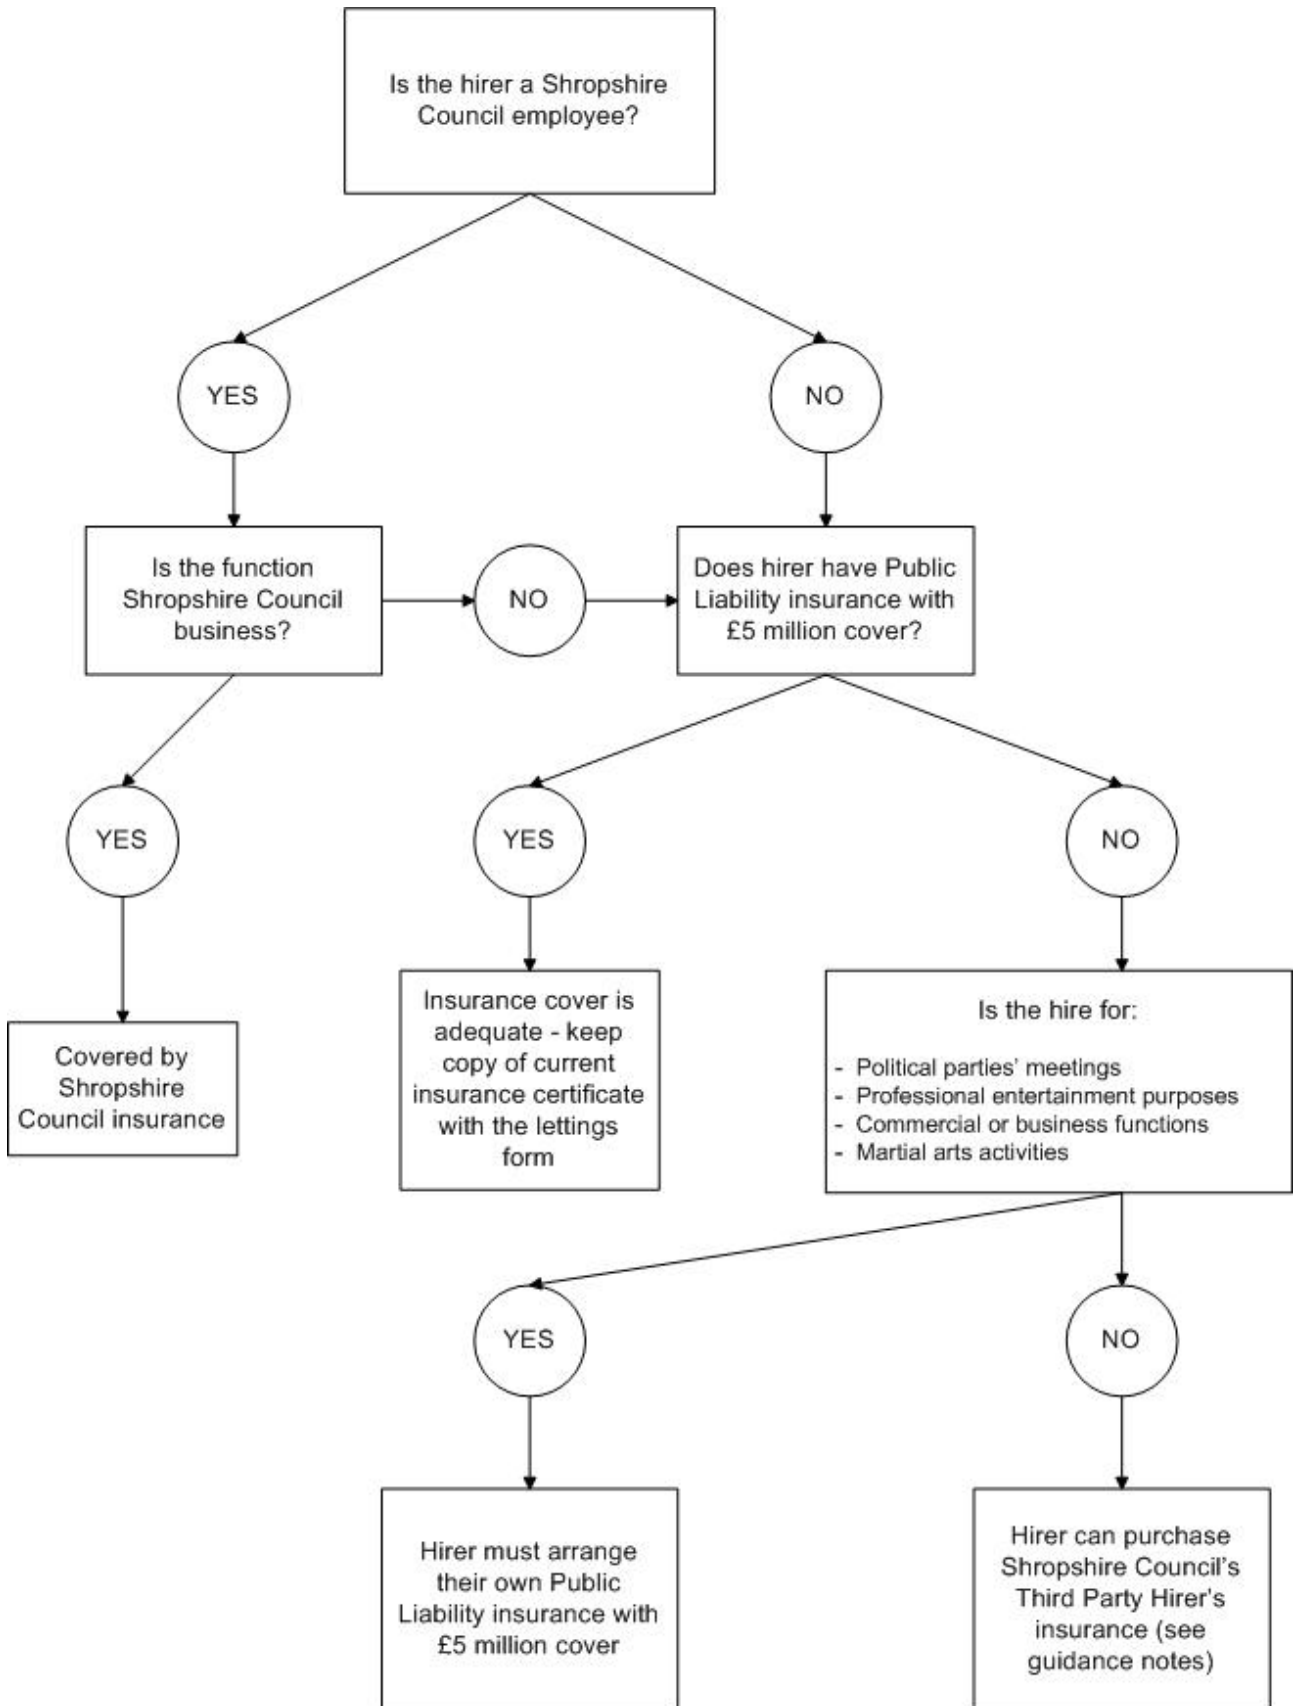 Is the hirer a Shropshire
Council employee?
YES
NO
Is the function
Shropshire Council
business?
NO
Does hirer have Public
Liability insurance with
£5 million cover?
YES
YES
NO
Covered by
Shropshire
Council insurance
Insurance cover is
adequate - keep
copy of current
insurance certificate
with the lettings
form
Is the hire for:
- Political parties’ meetings
- Professional entertainment purposes
- Commercial or business functions
- Martial arts activities
YES
NO
Hirer must arrange
their own Public
Liability insurance with
£5 million cover
Hirer can purchase
Shropshire Council’s
Third Party Hirer’s
insurance (see
guidance notes)